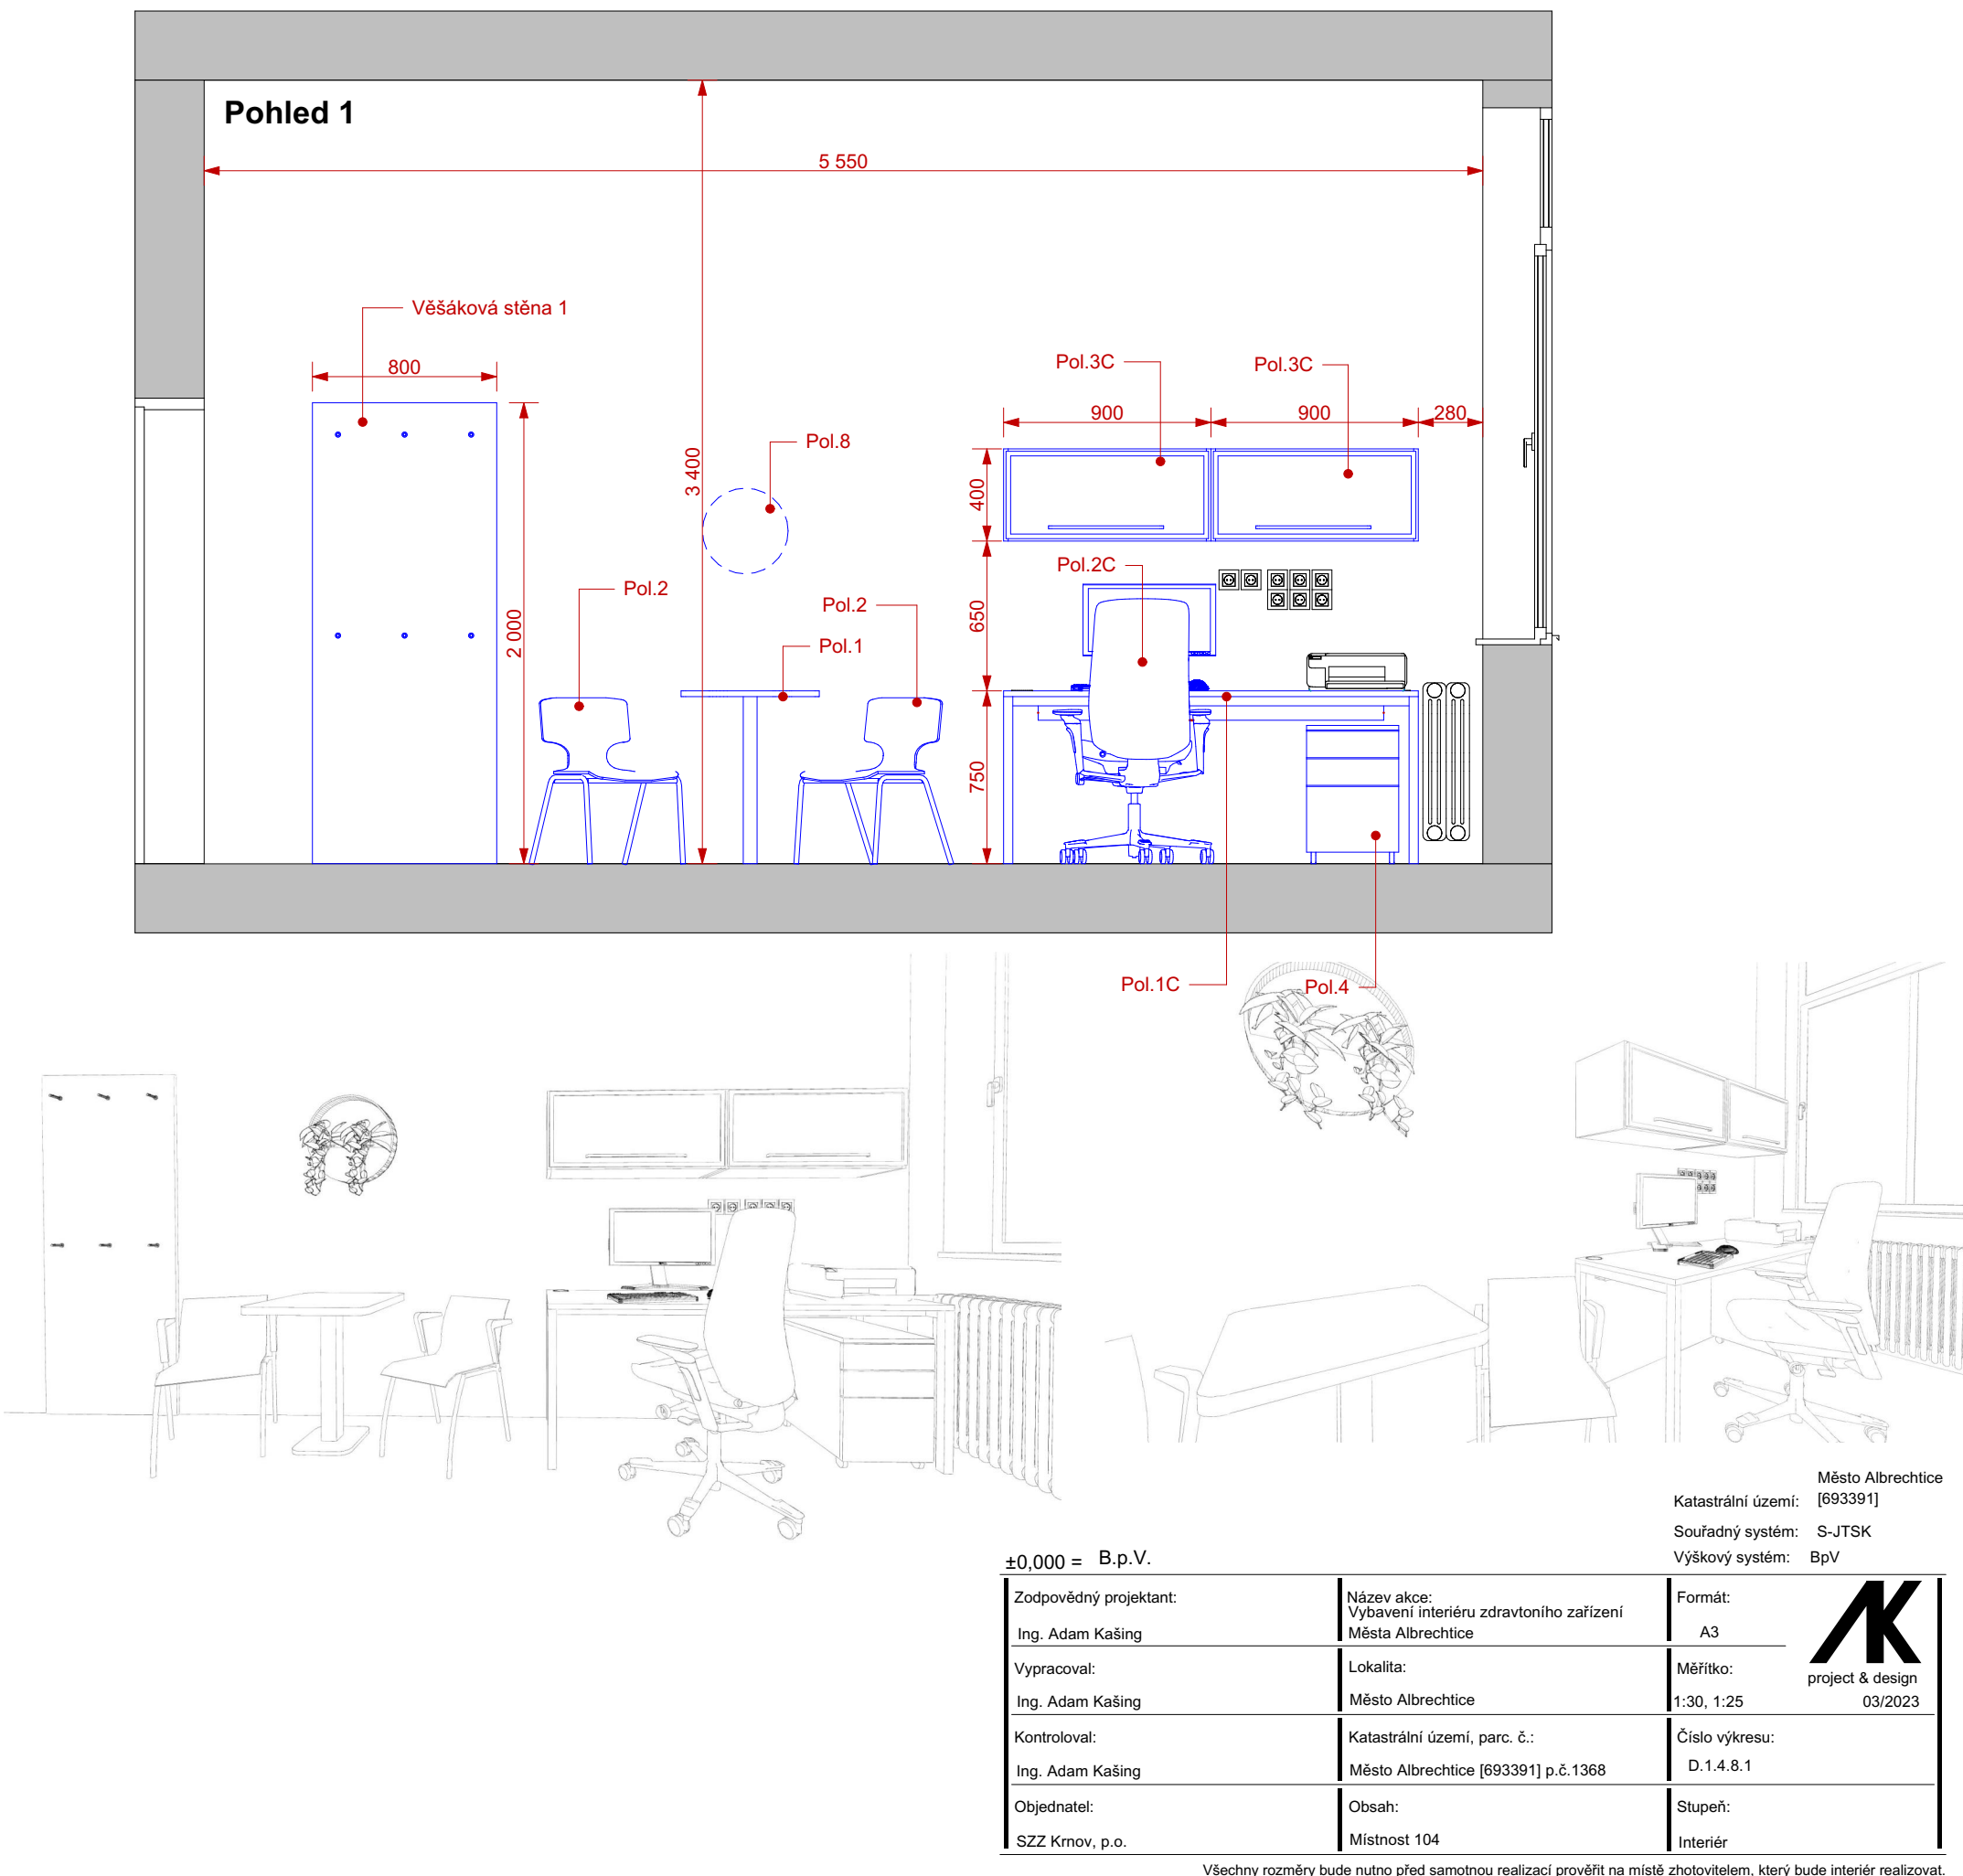 Pohled 1
5 550
Věšáková stěna 1
800
3 400
Pol.8
Pol.3C
Pol.3C
900
900
280
400
Pol.2C
Pol.2
Pol.2
Pol.1
2 000
650
750
Pol.1C
Pol.4
Město Albrechtice
Katastrální území: [693391]
Souřadný systém: S-JTSK
Výškový systém: BpV
±0,000 = B.p.V.
Zodpovědný projektant:
Ing. Adam Kašing
Název akce:
Vybavení interiéru zdravtoního zařízení
Města Albrechtice
Formát:
A3
AK
project & design
03/2023
Vypracoval:
Ing. Adam Kašing
Lokalita:
Město Albrechtice
Měřítko:
1:30, 1:25
Kontroloval:
Ing. Adam Kašing
Katastrální území, parc. č.:
Město Albrechtice [693391] p.č.1368
Číslo výkresu:
D.1.4.8.1
Objednatel:
SZZ Krnov, p.o.
Obsah:
Místnost 104
Stupeň:
Interiér
Všechny rozměry bude nutno před samotnou realizací prověřit na místě zhotovitelem, který bude interiér realizovat.